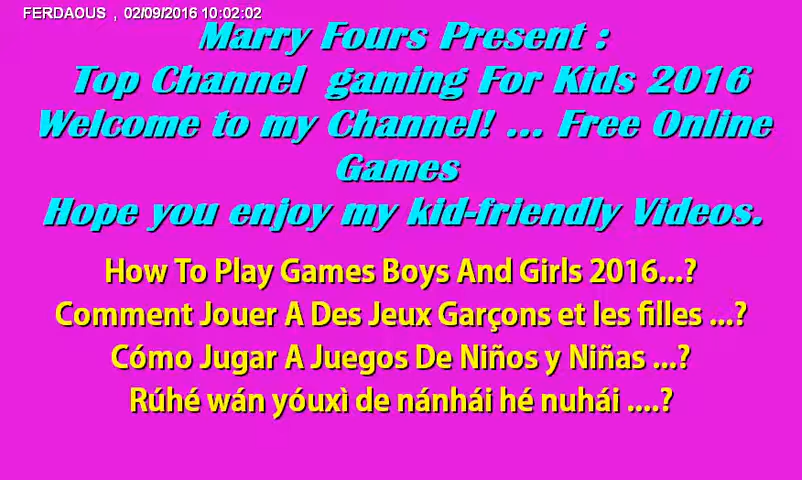 FERDAOUS , 02/09/2016 10:02:02
Marry Fours Present :
Top Channel gaming For Kids 2016
Welcome to my Channel! ... Free Online
Games
Hope you enjoy my kid-friendly Videos.
How To Play Games Boys And Girls 2016...?
Comment Jouer A Des Jeux Garçons et les filles ...?
Cómo Jugar A Juegos De Niños y Niñas ...?
Rúhé wán yóuxì de nánhái hé nuhái ....?